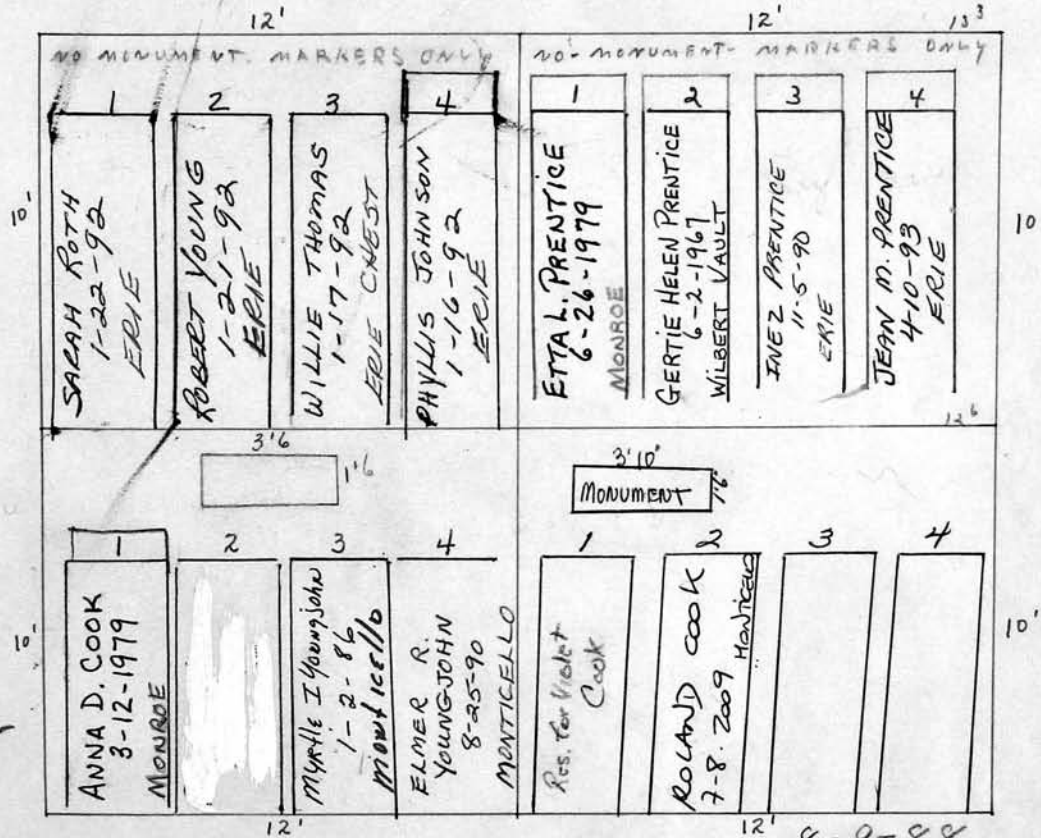 12'
12'
13³
NO MONUMENT. MARKERS ONLY
NO-MONUMENT- MARKERS ONLY
10'
10
1
SARAH ROTH
1-22-92
ERIE
2
ROBERT YOUNG
1-21-92
ERIE
3
WILLIE THOMAS
1-17-92
ERIE CHEST
4
PHYLLIS JOHNSON
1-16-92
ERIE
1
ETTA L. PRENTICE
6-26-1979
MONROE
2
GERTIE HELEN PRENTICE
6-2-1967
WILBERT VAULT
3
INEZ PRENTICE
11-5-90
ERIE
4
JEAN M. PRENTICE
4-10-93
ERIE
12⁶
3'6
1'6
3'10"
MONUMENT
1'6
10'
10'
1
ANNA D. COOK
3-12-1979
MONROE
2
3
Myrtle I Youngjohn
1-2-86
Monticello
4
ELMER R.
YOUNGJOHN
8-25-90
MONTICELLO
1
Res. For Violet
Cook
2
ROLAND COOK
7-8-2009
MONTICELLO
3
4
12'
12'